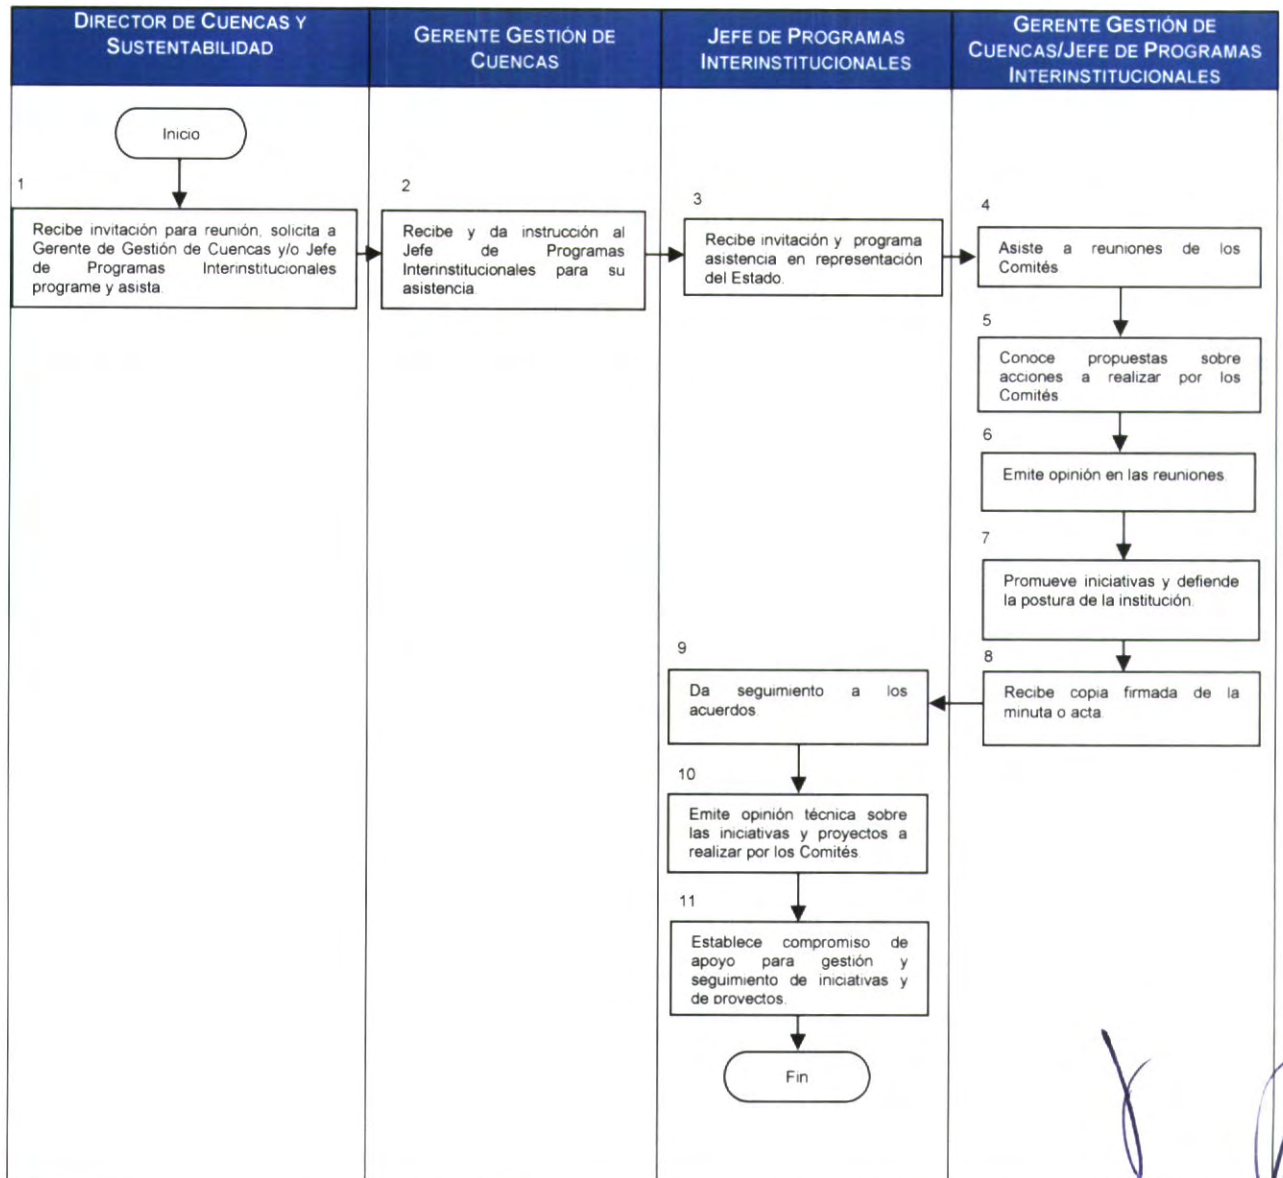 DIRECTOR DE CUENCAS Y
SUSTENTABILIDAD
GERENTE GESTIÓN DE
CUENCAS
JEFE DE PROGRAMAS
INTERINSTITUCIONALES
GERENTE GESTIÓN DE
CUENCAS/JEFE DE PROGRAMAS
INTERINSTITUCIONALES
Inicio
1
Recibe invitación para reunión, solicita a
Gerente de Gestión de Cuencas y/o Jefe
de Programas Interinstitucionales
programe y asista.
2
Recibe y da instrucción al
Jefe de Programas
Interinstitucionales para su
asistencia.
3
Recibe invitación y programa
asistencia en representación
del Estado.
4
Asiste a reuniones de los
Comités.
5
Conoce propuestas sobre
acciones a realizar por los
Comités
6
Emite opinión en las reuniones.
7
Promueve iniciativas y defiende
la postura de la institución.
8
Recibe copia firmada de la
minuta o acta.
9
Da seguimiento a los
acuerdos.
10
Emite opinión técnica sobre
las iniciativas y proyectos a
realizar por los Comités.
11
Establece compromiso de
apoyo para gestión y
seguimiento de iniciativas y
de proyectos.
Fin